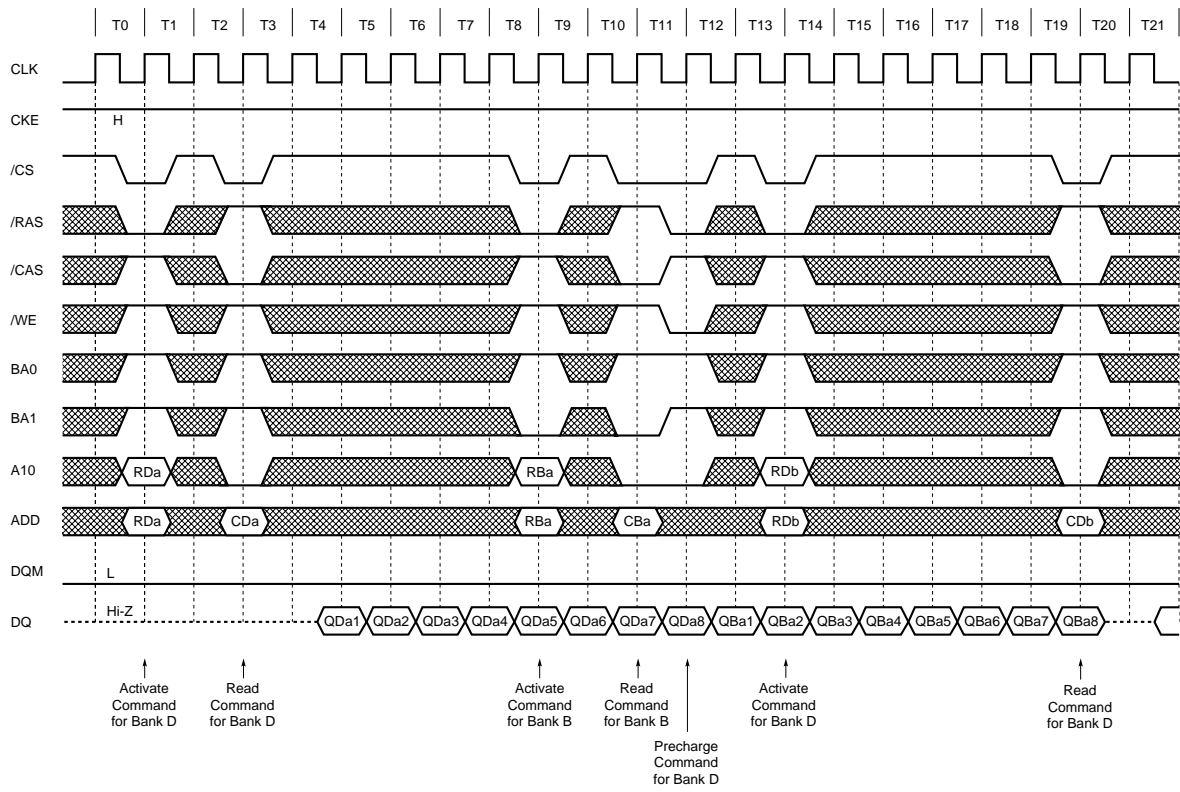 T0 T1 T2 T3 T4 T5 T6 T7 T8 T9 T10 T11 T12 T13 T14 T15 T16 T17 T18 T19 T20 T21
CLK
CKE H
/CS
/RAS
/CAS
/WE
BA0
BA1
A10 RDa RBa RDb
ADD RDa CDa RBa CBa RDb CDb
DQM L
DQ Hi-Z QDa1 QDa2 QDa3 QDa4 QDa5 QDa6 QDa7 QDa8 QBa1 QBa2 QBa3 QBa4 QBa5 QBa6 QBa7 QBa8
Activate
Command
for Bank D
Read
Command
for Bank D
Activate
Command
for Bank B
Read
Command
for Bank B
Precharge
Command
for Bank D
Activate
Command
for Bank D
Read
Command
for Bank D